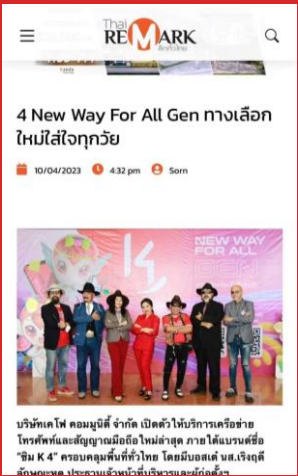 Thai
REMARK
4 New Way For All Gen ทางเลือก
ใหม่ใส่ใจทุกวัย
10/04/2023 4:32 pm Sorn
K4
NEW WAY
FOR ALL
GEN
บริษัทเคโฟ คอมมูนิตี้ จำกัด เปิดตัวให้บริการเครือข่าย
โทรศัพท์และสัญญาณมือถือใหม่ล่าสุด ภายใต้แบรนด์ชื่อ
"ซิม K 4" ครอบคลุมพื้นที่ทั่วไทย โดยมีบอสเต๋ นส.เริงฤดี